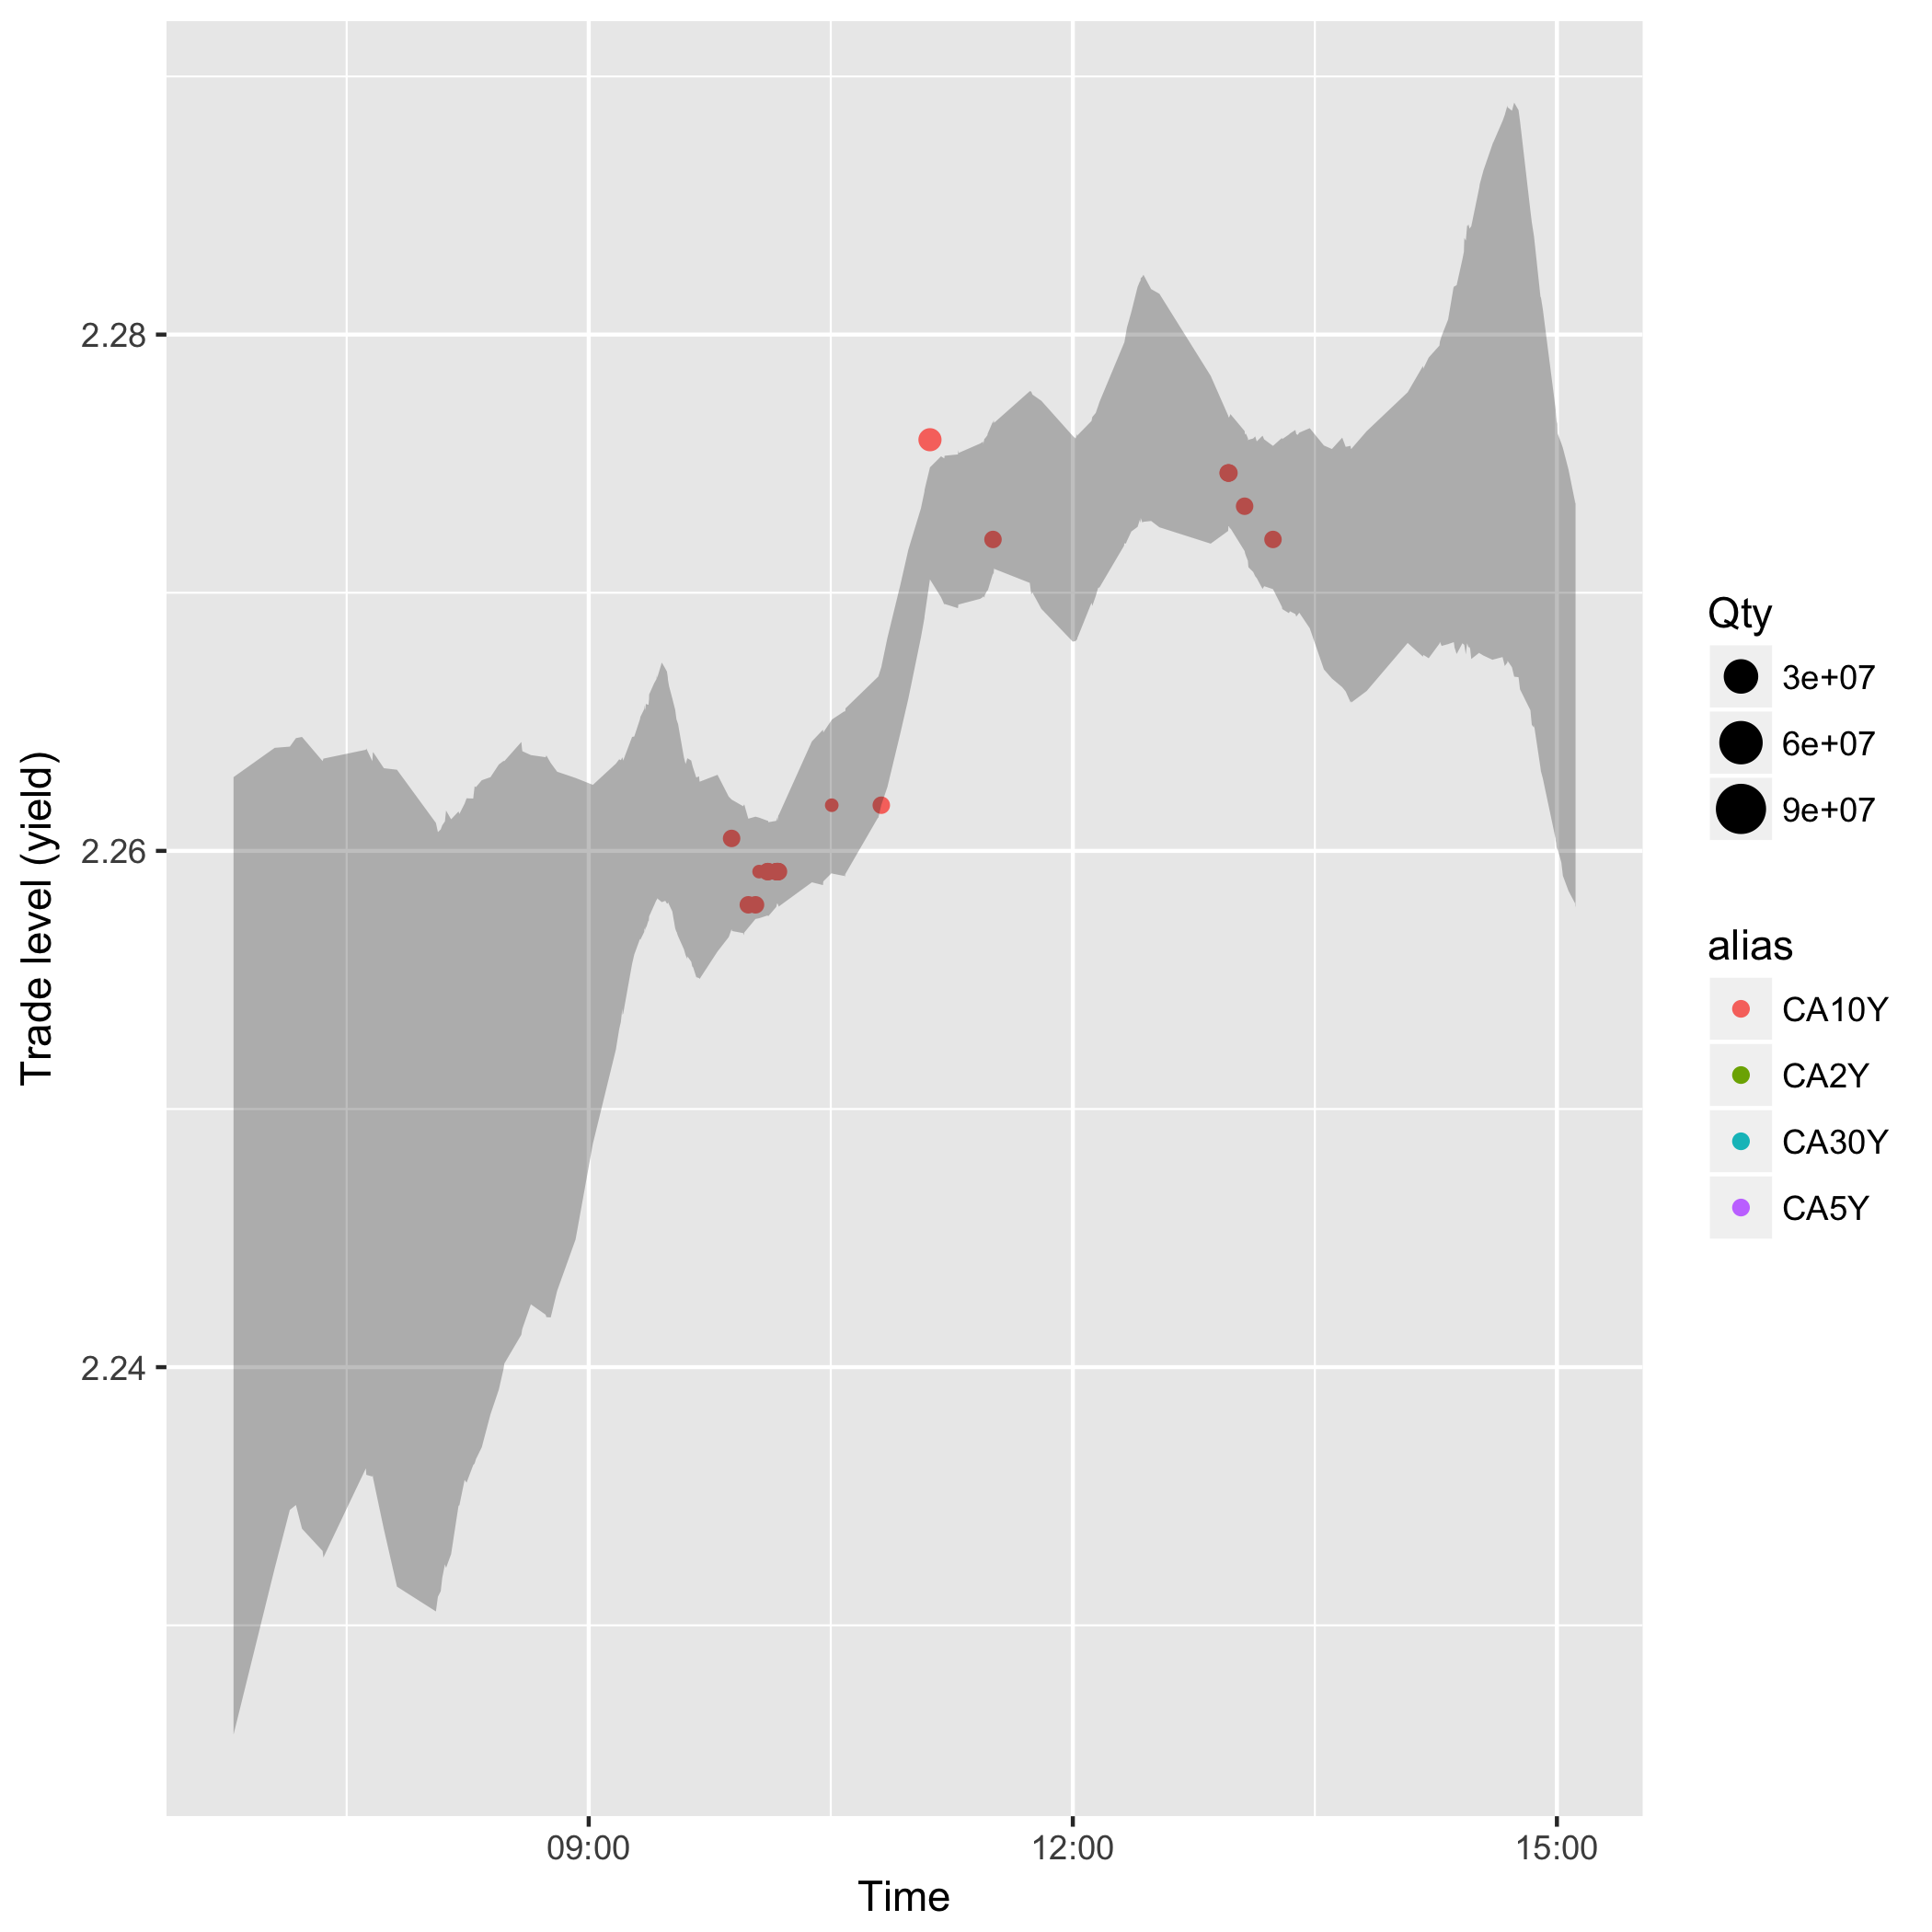 Trade level (yield)
2.28
2.26
2.24
09:00
12:00
15:00
Time
Qty
3e+07
6e+07
9e+07
alias
CA10Y
CA2Y
CA30Y
CA5Y